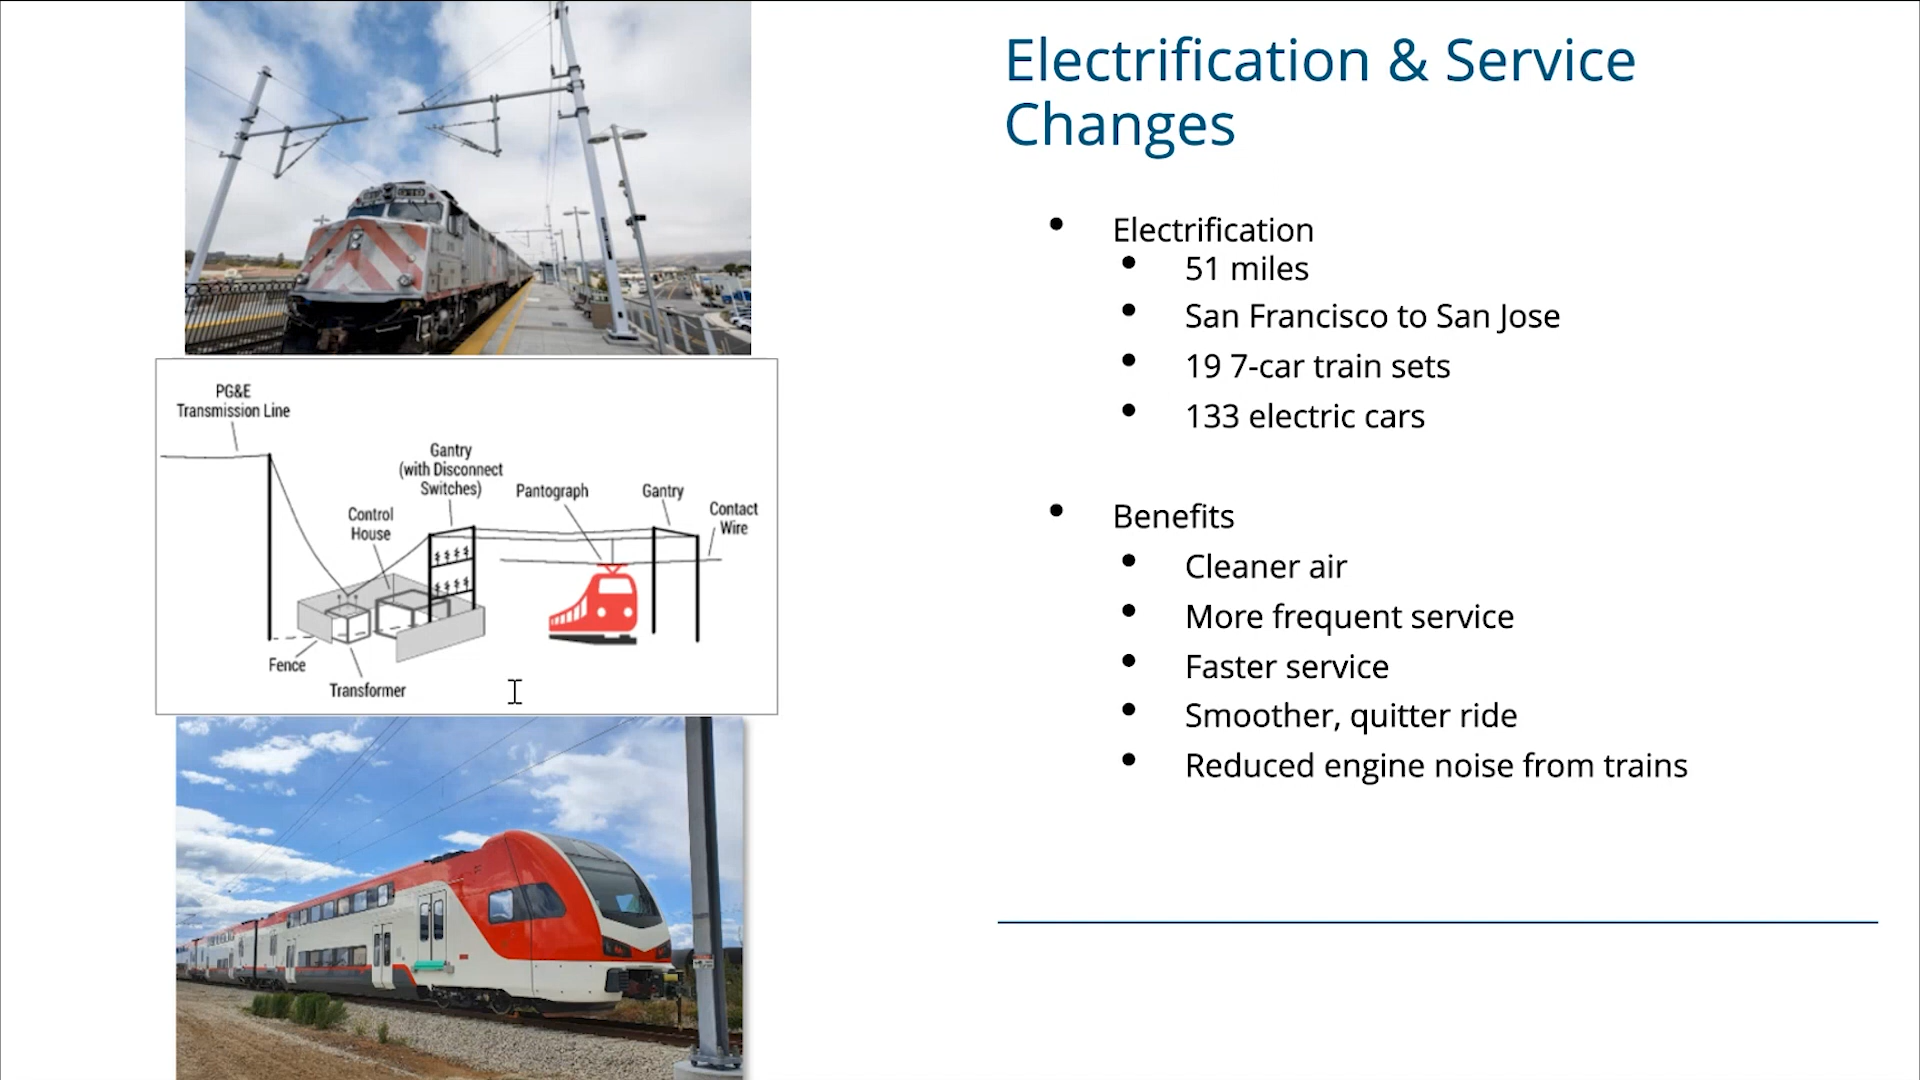 Electrification & Service
Changes
Electrification
51 miles
San Francisco to San Jose
19 7-car train sets
133 electric cars
Benefits
Cleaner air
More frequent service
Faster service
Smoother, quitter ride
Reduced engine noise from trains
PG&E
Transmission Line
Gantry
(with Disconnect
Switches)
Control
House
Pantograph
Gantry
Contact
Wire
Fence
Transformer